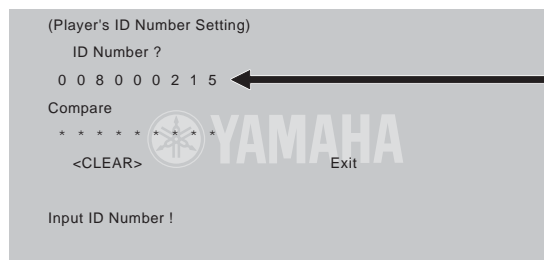 (Player's ID Number Setting)
ID Number ?
0 0 8 0 0 0 2 1 5
Compare
* * * * * * * * *
YAMAHA
<CLEAR> Exit
Input ID Number !